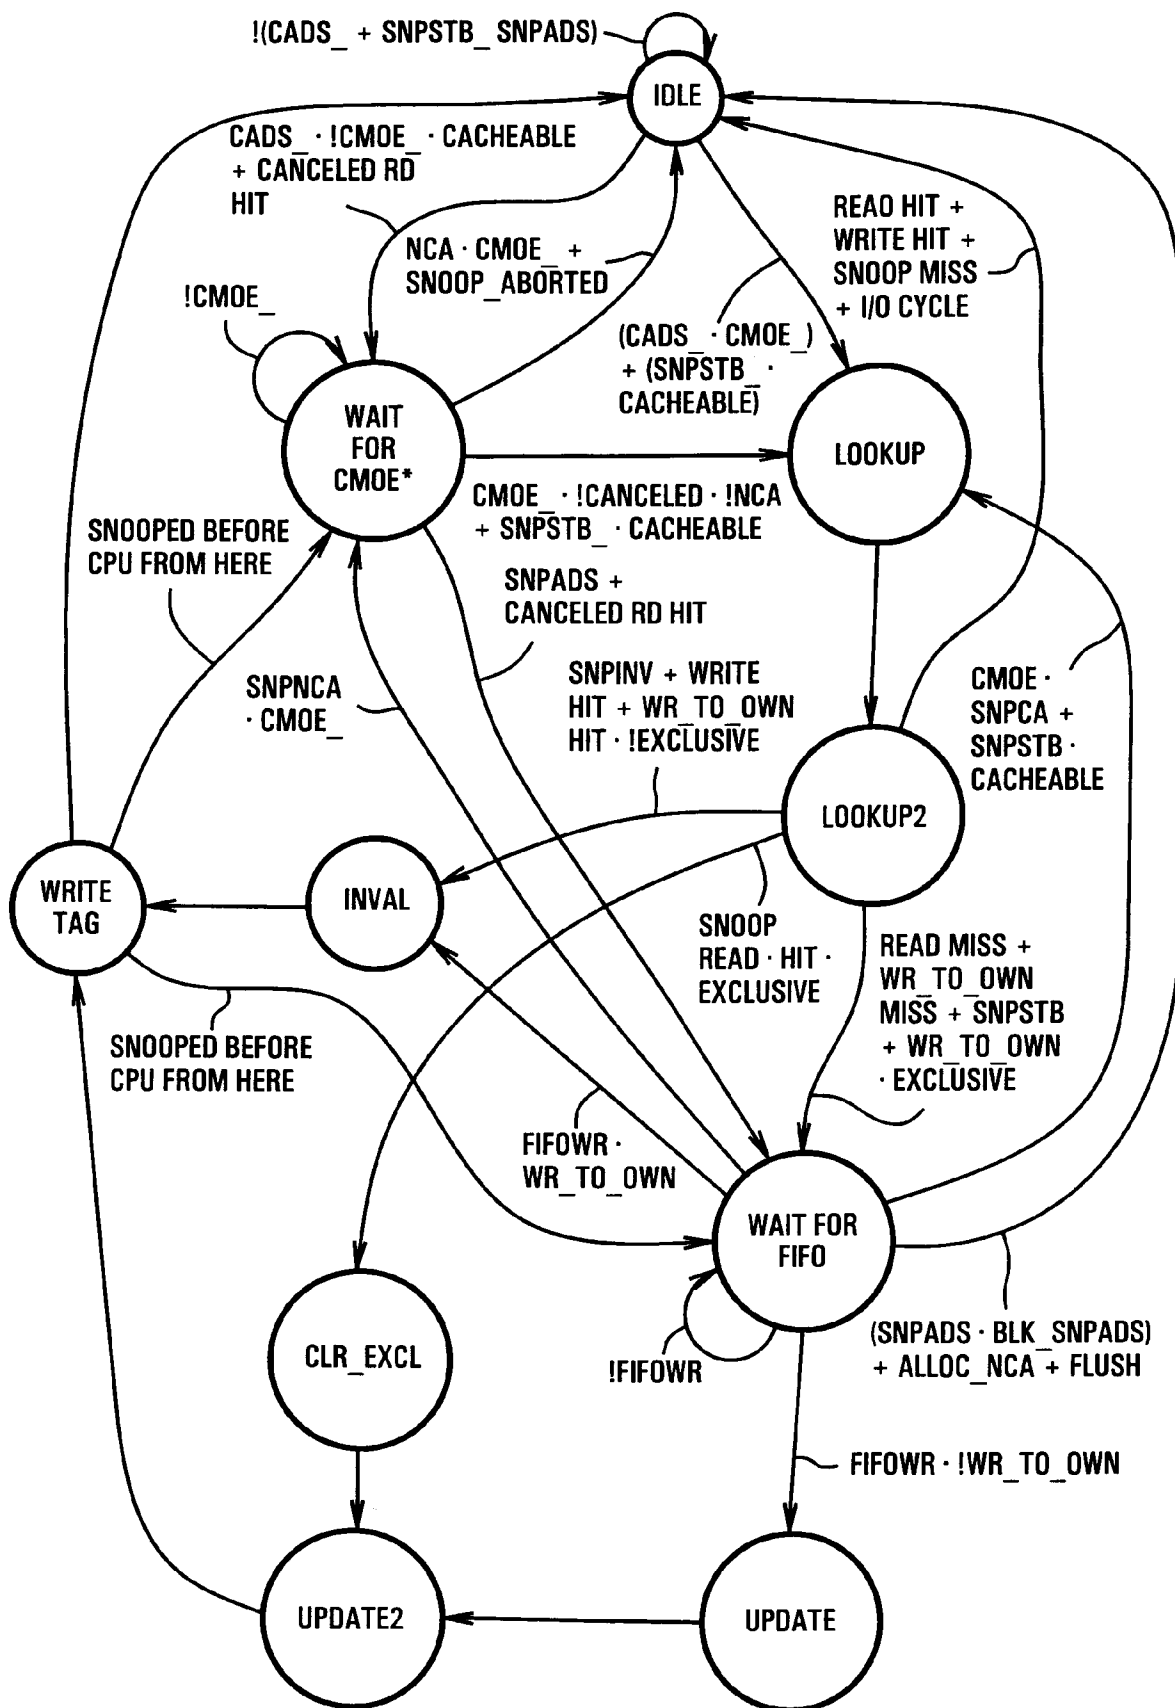 !(CADS_ + SNPSTB_ SNPADS)
IDLE
CADS_ · !CMOE_ · CACHEABLE
+ CANCELED RD
HIT
NCA · CMOE_ +
SNOOP_ABORTED
READ HIT +
WRITE HIT +
SNOOP MISS
+ I/O CYCLE
!CMOE_
(CADS_ · CMOE_)
+ (SNPSTB_ ·
CACHEABLE)
WAIT
FOR
CMOE*
LOOKUP
CMOE_ · !CANCELED · !NCA
+ SNPSTB_ · CACHEABLE
SNOOPED BEFORE
CPU FROM HERE
SNPADS +
CANCELED RD HIT
SNPNCA
· CMOE_
SNPINV + WRITE
HIT + WR_TO_OWN
HIT · !EXCLUSIVE
CMOE ·
SNPCA +
SNPSTB ·
CACHEABLE
LOOKUP2
WRITE
TAG
INVAL
SNOOP
READ · HIT ·
EXCLUSIVE
READ MISS +
WR_TO_OWN
MISS + SNPSTB
+ WR_TO_OWN
· EXCLUSIVE
SNOOPED BEFORE
CPU FROM HERE
FIFOWR ·
WR_TO_OWN
WAIT FOR
FIFO
CLR_EXCL
!FIFOWR
(SNPADS · BLK_SNPADS)
+ ALLOC_NCA + FLUSH
FIFOWR · !WR_TO_OWN
UPDATE2
UPDATE